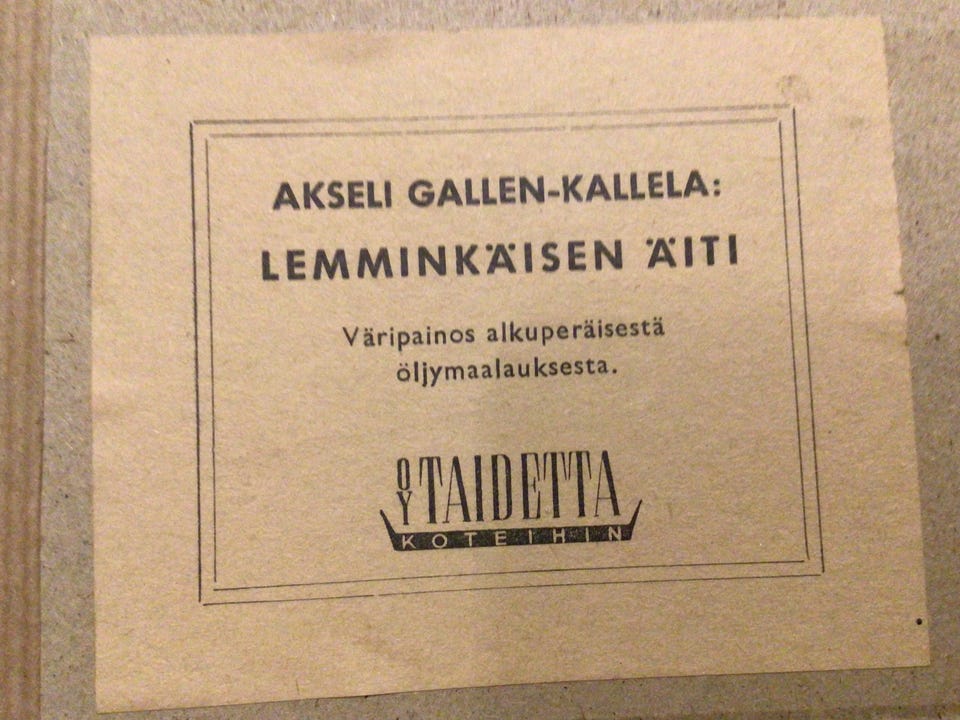 AKSELI GALLEN-KALLELA:
LEMMINKÄISEN ÄITI
Väripainos alkuperäisestä
öljymaalauksesta.
OY TAIDETTA
KOTEIHIN